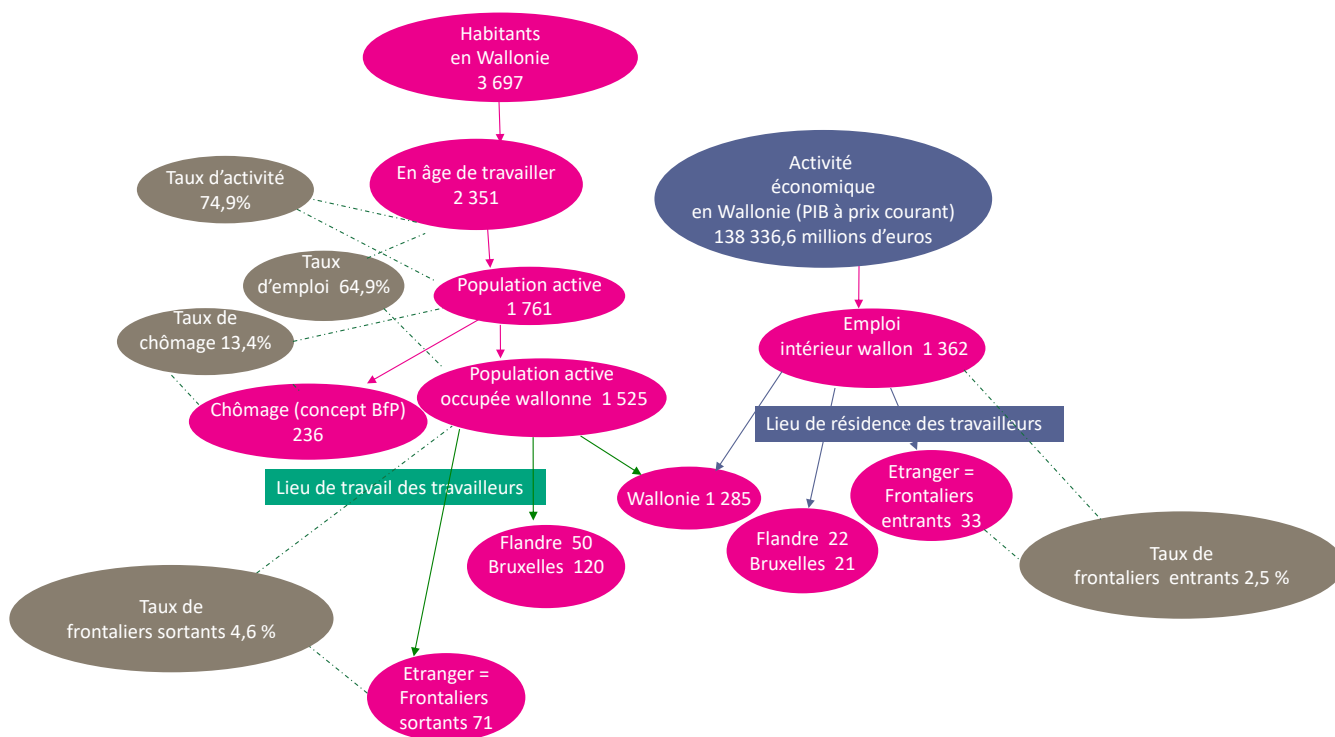 Habitants
en Wallonie
3 697
En âge de travailler
2 351
Taux d’activité
74,9%
Activité
économique
en Wallonie (PIB à prix courant)
138 336,6 millions d’euros
Taux
d’emploi 64,9%
Population active
1 761
Taux de
chômage 13,4%
Emploi
intérieur wallon 1 362
Population active
occupée wallonne 1 525
Chômage (concept BfP)
236
Lieu de résidence des travailleurs
Lieu de travail des travailleurs
Wallonie 1 285
Etranger =
Frontaliers
entrants 33
Flandre 50
Bruxelles 120
Flandre 22
Bruxelles 21
Taux de
frontaliers entrants 2,5 %
Taux de
frontaliers sortants 4,6 %
Etranger =
Frontaliers
sortants 71